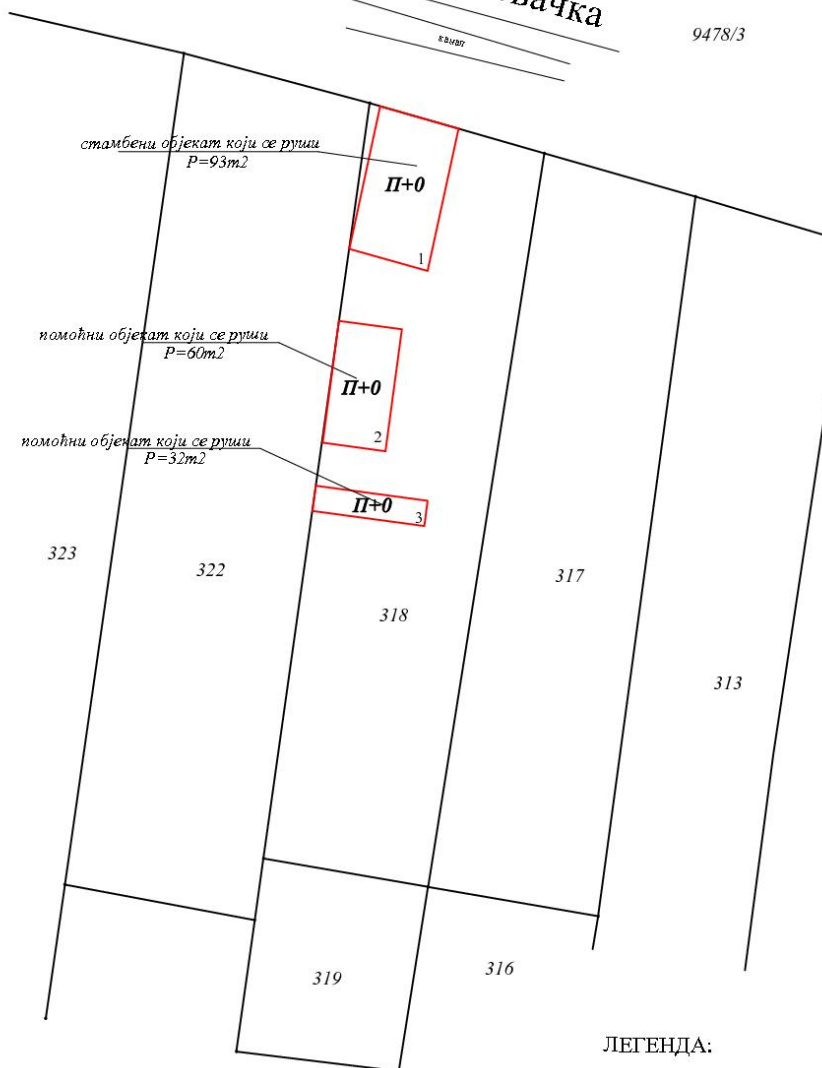 9478/3
канал
стамбени објекат који се руши
P=93m2
П+0
1
помоћни објекат који се руши
P=60m2
П+0
2
помоћни објекат који се руши
P=32m2
П+0
3
323
322
318
317
313
319
316
ЛЕГЕНДА: